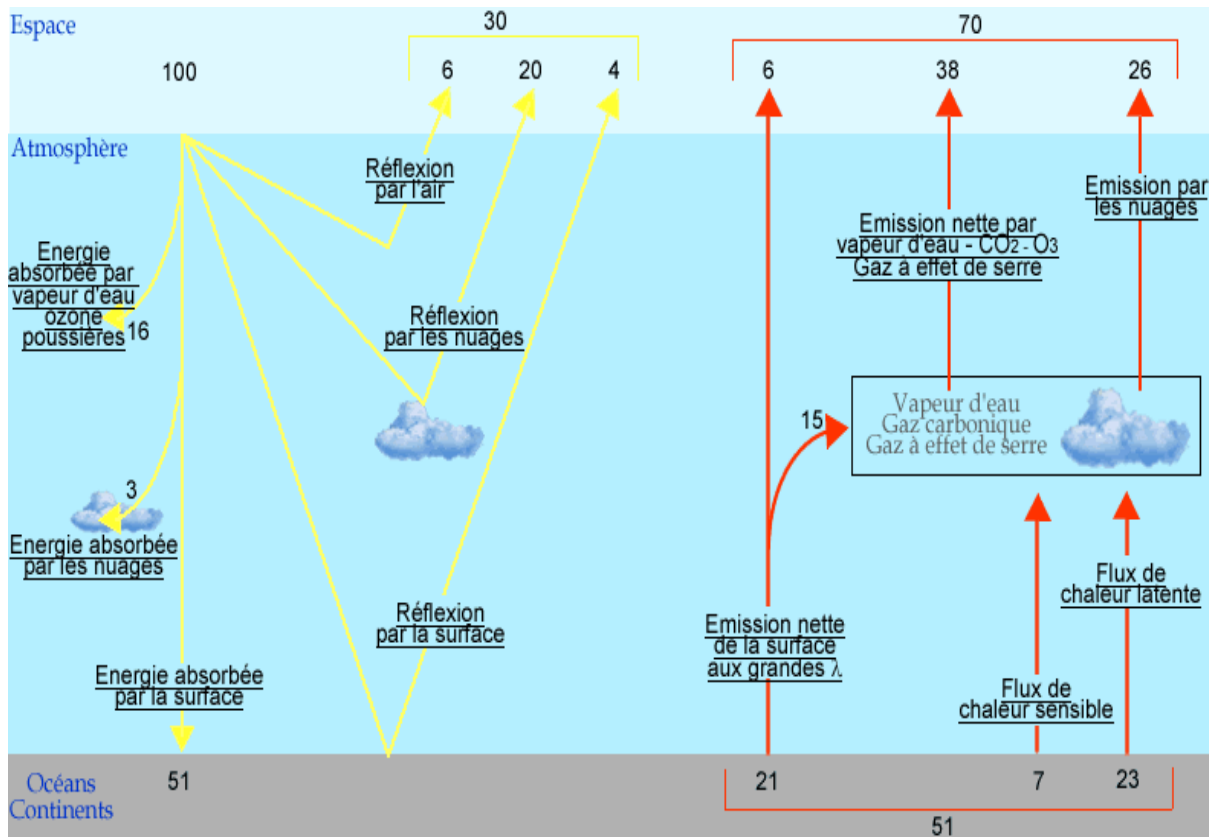 Espace
30
70
100
6
20
4
6
38
26
Atmosphère
Réflexion
par l'air
Emission par
les nuages
Energie
absorbée par
vapeur d'eau
ozone
poussières
16
Emission nette par
vapeur d'eau - CO2 - O3
Gaz à effet de serre
Réflexion
par les nuages
Vapeur d'eau
Gaz carbonique
Gaz à effet de serre
15
3
Energie absorbée
par les nuages
Réflexion
par la surface
Emission nette
de la surface
aux grandes λ
Flux de
chaleur latente
Energie absorbée
par la surface
Flux de
chaleur sensible
Océans
Continents
51
21
7
23
51